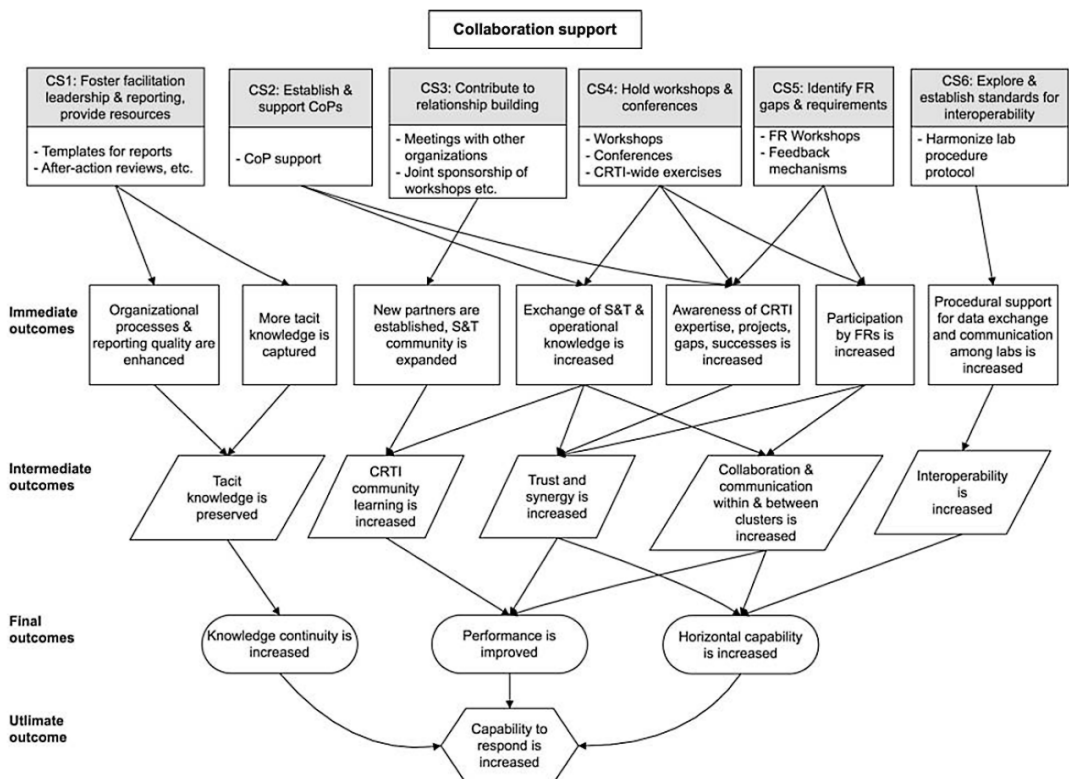 Collaboration support
CS1: Foster facilitation
leadership & reporting,
provide resources
- Templates for reports
- After-action reviews, etc.
CS2: Establish &
support CoPs
- CoP support
CS3: Contribute to
relationship building
- Meetings with other
organizations
- Joint sponsorship of
workshops etc.
CS4: Hold workshops &
conferences
- Workshops
- Conferences
- CRTI-wide exercises
CS5: Identify FR
gaps & requirements
- FR Workshops
- Feedback
mechanisms
CS6: Explore &
establish standards for
interoperability
- Harmonize lab
procedure
protocol
Immediate
outcomes
Organizational
processes &
reporting quality are
enhanced
More tacit
knowledge is
captured
New partners are
established, S&T
community is
expanded
Exchange of S&T &
operational
knowledge is
increased
Awareness of CRTI
expertise, projects,
gaps, successes is
increased
Participation
by FRs is
increased
Procedural support
for data exchange
and communication
among labs is
increased
Intermediate
outcomes
Tacit
knowledge is
preserved
CRTI
community
learning is
increased
Trust and
synergy is
increased
Collaboration &
communication
within & between
clusters is
increased
Interoperability
is
increased
Final
outcomes
Knowledge continuity is
increased
Performance is
improved
Horizontal capability
is increased
Utlimate
outcome
Capability to
respond is
increased